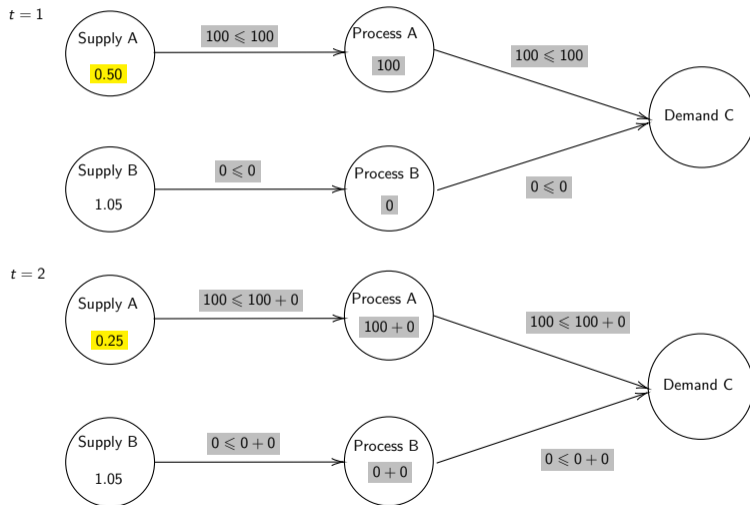 t = 1
Supply A
0.50
100 ⩽ 100
Process A
100
100 ⩽ 100
Demand C
Supply B
1.05
0 ⩽ 0
Process B
0
0 ⩽ 0
t = 2
Supply A
0.25
100 ⩽ 100 + 0
Process A
100 + 0
100 ⩽ 100 + 0
Demand C
Supply B
1.05
0 ⩽ 0 + 0
Process B
0 + 0
0 ⩽ 0 + 0